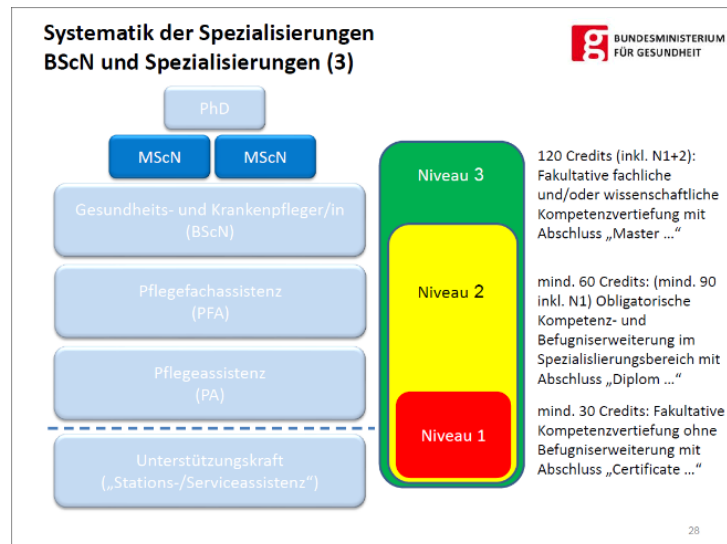 Systematik der Spezialisierungen
BScN und Spezialisierungen (3)
BUNDESMINISTERIUM
FÜR GESUNDHEIT
PhD
MScN
MScN
Gesundheits- und Krankenpfleger/in
(BScN)
Pflegefachassistenz
(PFA)
Pflegeassistenz
(PA)
Unterstützungskraft
(„Stations-/Serviceassistenz“)
Niveau 3
Niveau 2
Niveau 1
120 Credits (inkl. N1+2):
Fakultative fachliche
und/oder wissenschaftliche
Kompetenzvertiefung mit
Abschluss „Master ...“
mind. 60 Credits: (mind. 90
inkl. N1) Obligatorische
Kompetenz- und
Befugniserweiterung im
Spezialislierungsbereich mit
Abschluss „Diplom ...“
mind. 30 Credits: Fakultative
Kompetenzvertiefung ohne
Befugniserweiterung mit
Abschluss „Certificate ...“
28